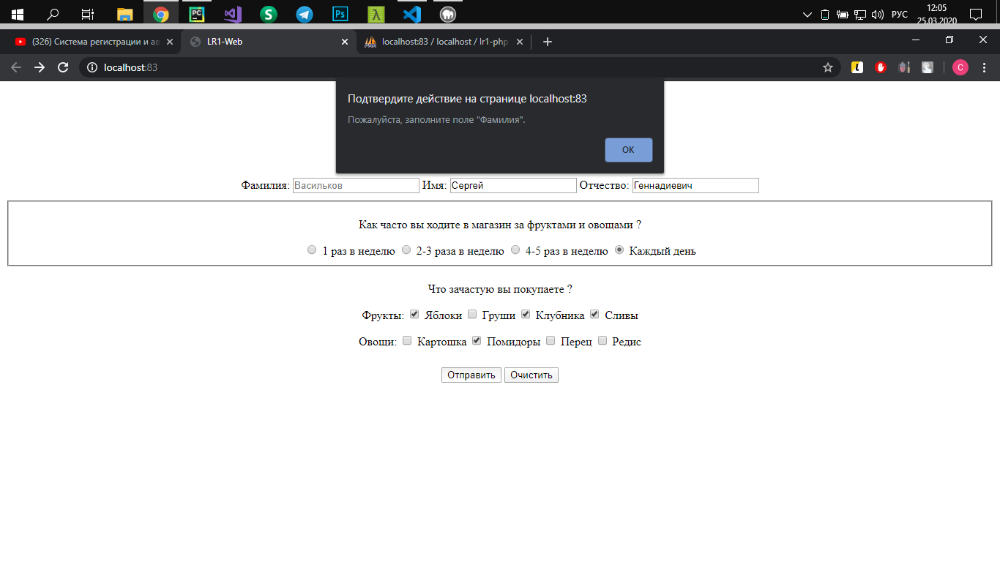 PC
S
Ps
λ
РУС
12:05
25.03.2020
(326) Система регистрации и ав
LR1-Web
localhost:83 / localhost / lr1-php
localhost:83
L
C
Подтвердите действие на странице localhost:83
Пожалуйста, заполните поле "Фамилия".
ОК
Фамилия: Васильков Имя: Сергей Отчество: Геннадиевич
Как часто вы ходите в магазин за фруктами и овощами ?
1 раз в неделю 2-3 раза в неделю 4-5 раз в неделю Каждый день
Что зачастую вы покупаете ?
Фрукты: Яблоки Груши Клубника Сливы
Овощи: Картошка Помидоры Перец Редис
Отправить Очистить